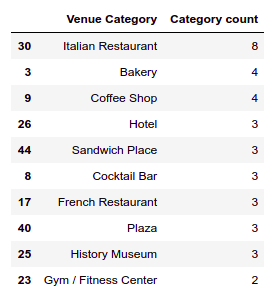 Venue Category Category count
30 Italian Restaurant 8
3 Bakery 4
9 Coffee Shop 4
26 Hotel 3
44 Sandwich Place 3
8 Cocktail Bar 3
17 French Restaurant 3
40 Plaza 3
25 History Museum 3
23 Gym / Fitness Center 2